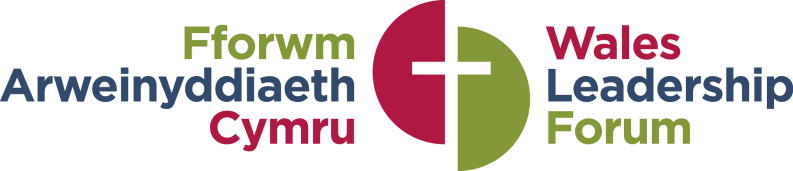 Fforwm
Arweinyddiaeth
Cymru
Wales
Leadership
Forum